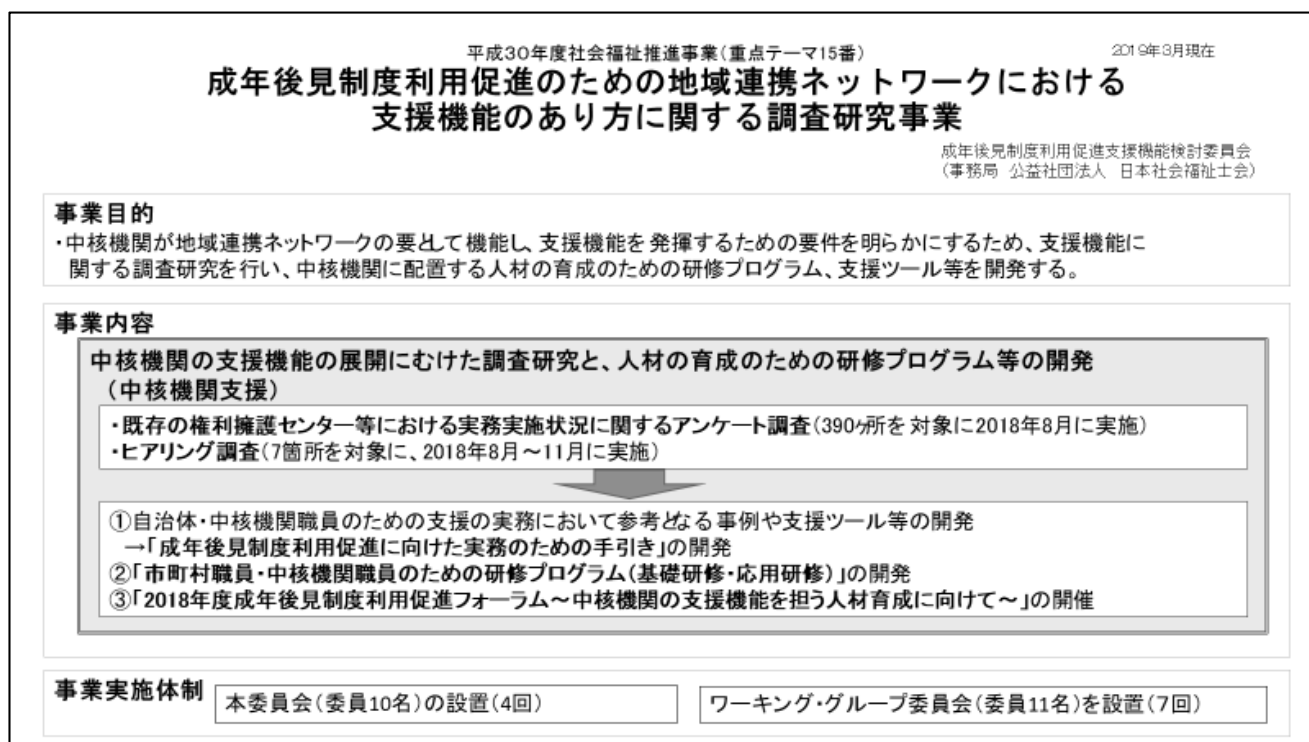 平成30年度社会福祉推進事業(重点テーマ15番)
2019年3月現在
成年後見制度利用促進のための地域連携ネットワークにおける
支援機能のあり方に関する調査研究事業
成年後見制度利用促進支援機能検討委員会
(事務局 公益社団法人 日本社会福祉士会)
事業目的
・中核機関が地域連携ネットワークの要として機能し、支援機能を発揮するための要件を明らかにするため、支援機能に
関する調査研究を行い、中核機関に配置する人材の育成のための研修プログラム、支援ツール等を開発する。
事業内容
中核機関の支援機能の展開にむけた調査研究と、人材の育成のための研修プログラム等の開発
(中核機関支援)
・既存の権利擁護センター等における実務実施状況に関するアンケート調査(390ヶ所を対象に2018年8月に実施)
・ヒアリング調査(7箇所を対象に、2018年8月～11月に実施)
①自治体・中核機関職員のための支援の実務において参考となる事例や支援ツール等の開発
→「成年後見制度利用促進に向けた実務のための手引き」の開発
②「市町村職員・中核機関職員のための研修プログラム(基礎研修・応用研修)」の開発
③「2018年度成年後見制度利用促進フォーラム～中核機関の支援機能を担う人材育成に向けて～」の開催
事業実施体制
本委員会(委員10名)の設置(4回)
ワーキング・グループ委員会(委員11名)を設置(7回)